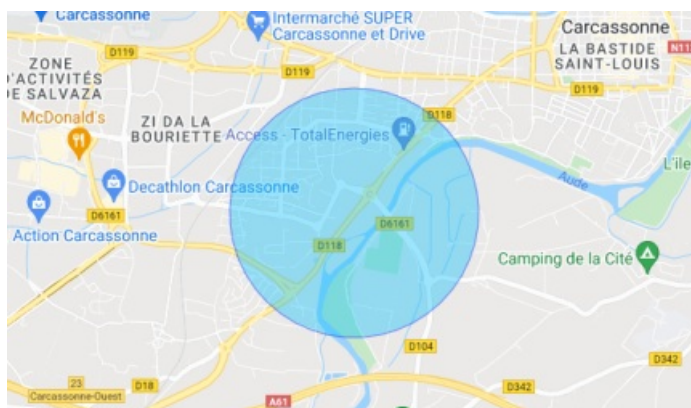 Carcassonne
Intermarché SUPER
Carcassonne et Drive
Carcassonne
LA BASTIDE
SAINT-LOUIS
N11
D119
ZONE
D'ACTIVITÉS
DE SALVAZA
D119
D119
McDonald's
ZI DA LA
BOURIETTE
Access - TotalEnergies
D118
L'île
Aude
Decathlon Carcassonne
D6161
D6161
Action Carcassonne
D118
Camping de la Cité
D104
D342
23
Carcassonne-Ouest
D18
A61
D342